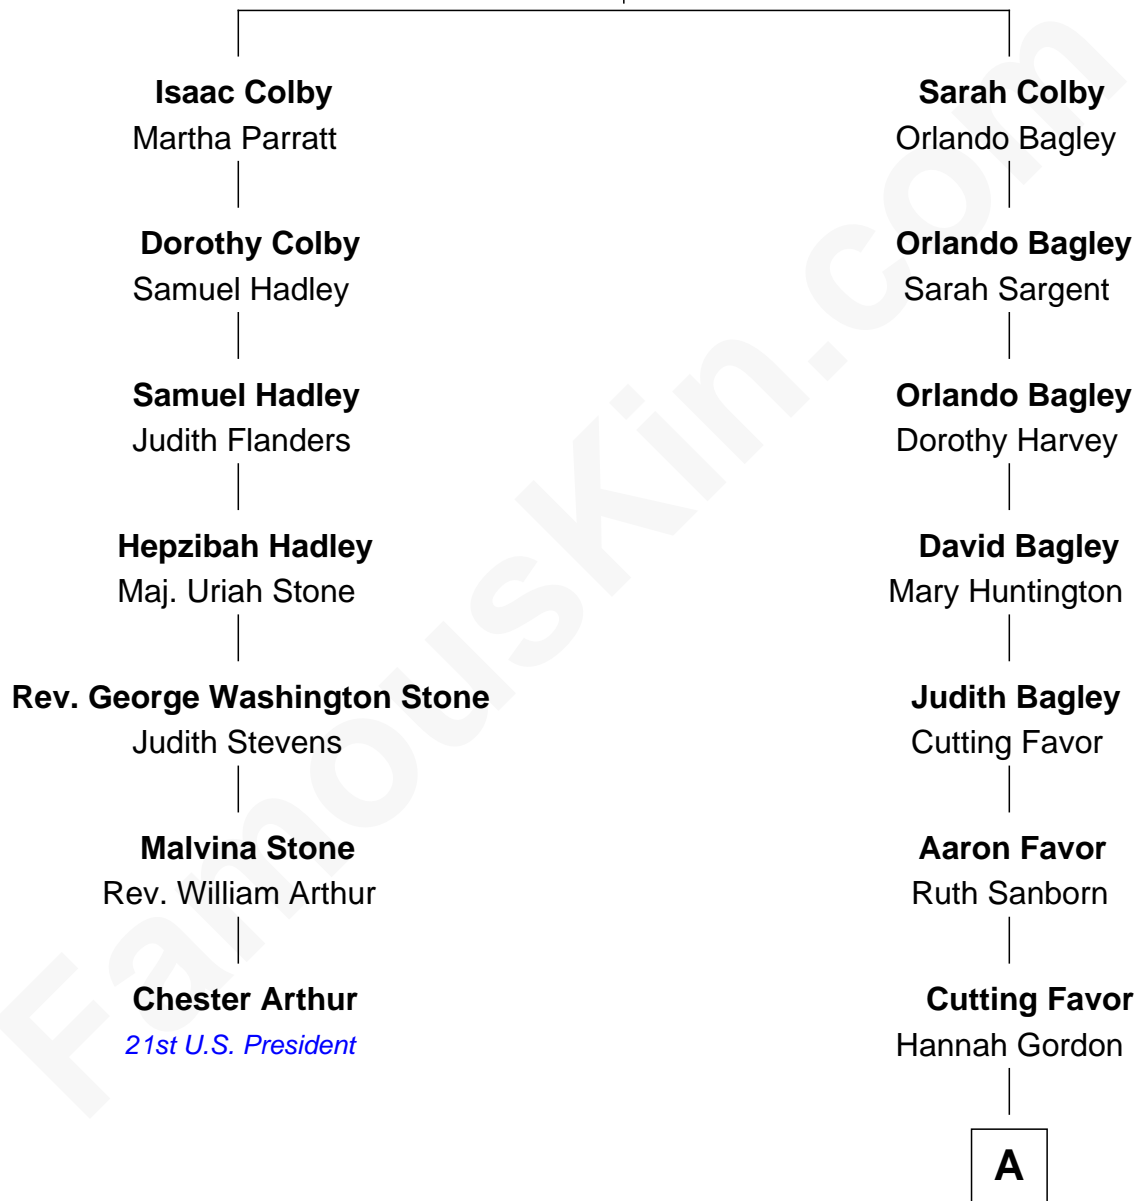 Isaac Colby
Martha Parratt
Sarah Colby
Orlando Bagley
Dorothy Colby
Samuel Hadley
Orlando Bagley
Sarah Sargent
Samuel Hadley
Judith Flanders
Orlando Bagley
Dorothy Harvey
Hepzibah Hadley
Maj. Uriah Stone
David Bagley
Mary Huntington
Rev. George Washington Stone
Judith Stevens
Judith Bagley
Cutting Favor
Malvina Stone
Rev. William Arthur
Aaron Favor
Ruth Sanborn
Chester Arthur
21st U.S. President
Cutting Favor
Hannah Gordon
A
FamousKin.com